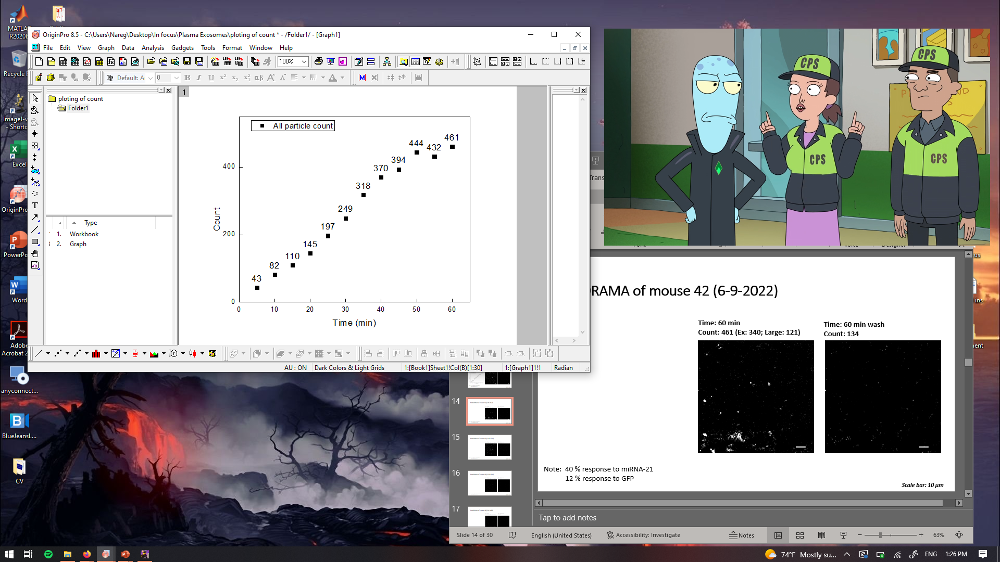 MATLAB
R2020b
Recycle
ImageJ-w
- Shortc
Excel
OriginPro
PowerPo
Word
Adobe
Acrobat 2
anyconnect...
BlueJeansL...
CV
OriginPro 8.5 - C:\Users\Nareg\Desktop\In focus\Plasma Exosomes\ploting of count * - /Folder1/ - [Graph1]
File Edit View Graph Data Analysis Gadgets Tools Format Window Help
100%
Default: A 0
B I U
ploting of count
Folder1
Type
1. Workbook
2. Graph
1
All particle count
43
82
110
145
197
249
318
370
394
444
432
461
Count
0
200
400
0 10 20 30 40 50 60
Time (min)
AU : ON Dark Colors & Light Grids 1:[Book1]Sheet1!Col(B)[1:30] 1:[Graph1]1!1 Radian
CPS
CPS
CPS
CPS
Trans
Designer
RAMA of mouse 42 (6-9-2022)
Time: 60 min
Count: 461 (Ex: 340; Large: 121)
Time: 60 min wash
Count: 134
Note: 40 % response to miRNA-21
12 % response to GFP
Scale bar: 10 µm
14
15
16
17
Tap to add notes
Slide 14 of 30 English (United States) Accessibility: Investigate Notes 63%
us
ins
ment
74°F Mostly su... ENG 1:26 PM